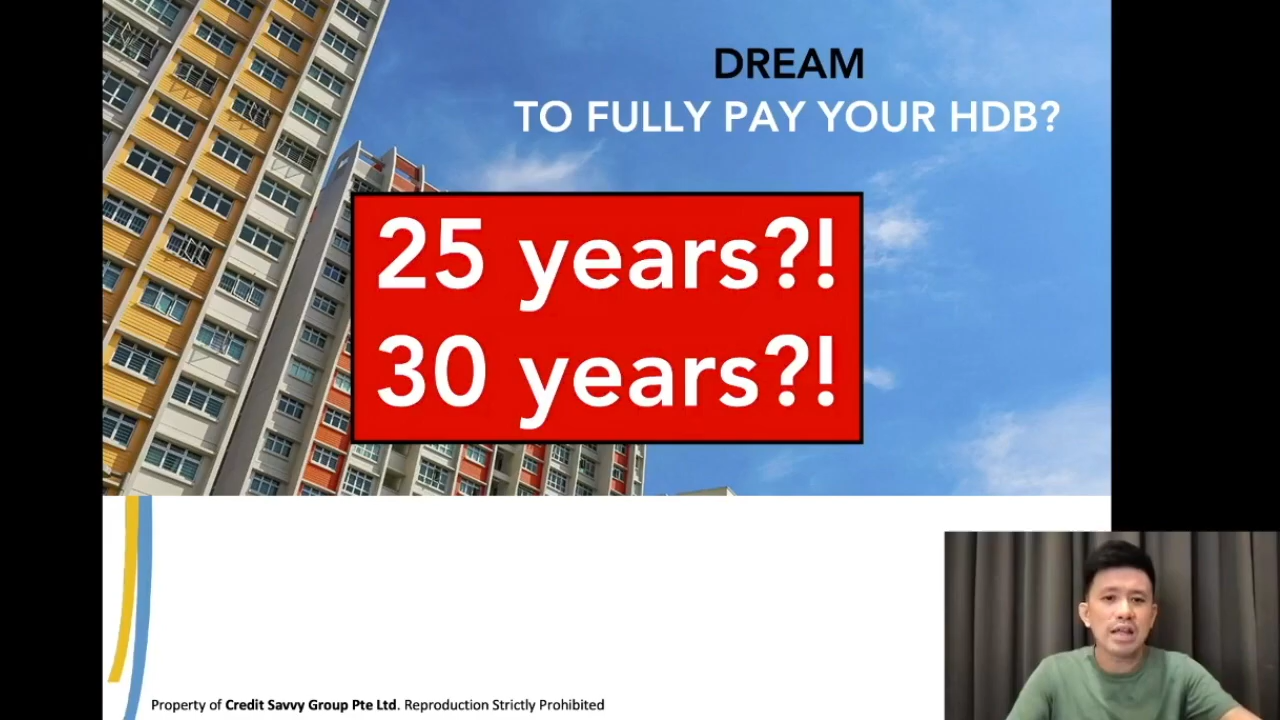 DREAM
TO FULLY PAY YOUR HDB?
25 years?!
30 years?!
Property of Credit Savvy Group Pte Ltd. Reproduction Strictly Prohibited